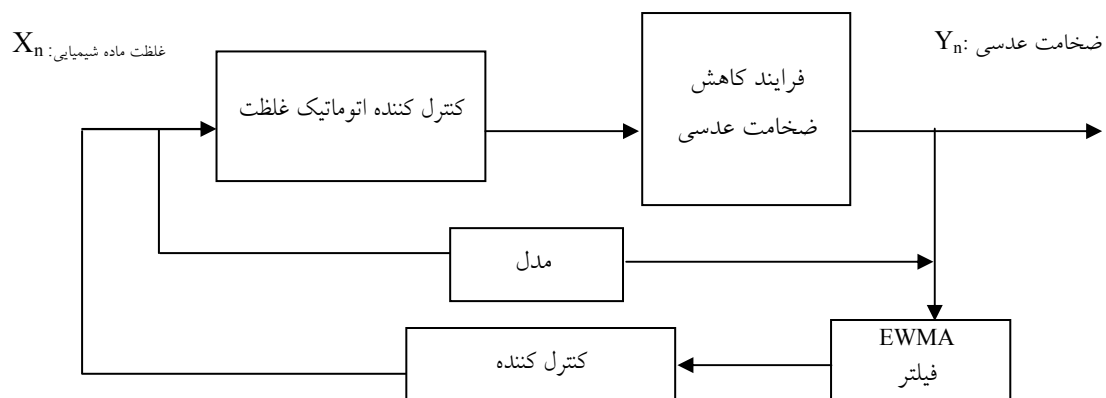 Xn :غلظت ماده شیمیایی
Yn: ضخامت عدسی
کنترل کننده اتوماتیک غلظت
فرایند کاهش
ضخامت عدسی
مدل
کنترل کننده
EWMA
فیلتر